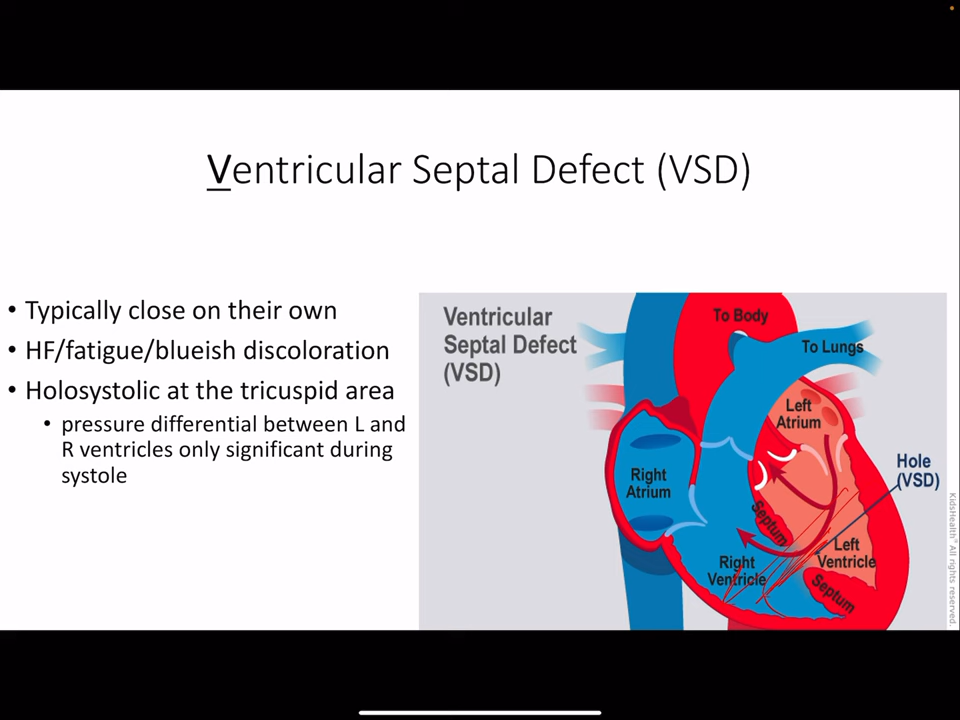 Ventricular Septal Defect (VSD)
• Typically close on their own
• HF/fatigue/blueish discoloration
• Holosystolic at the tricuspid area
• pressure differential between L and
R ventricles only significant during
systole
Ventricular
Septal Defect
(VSD)
To Body
To Lungs
Left
Atrium
Hole
(VSD)
Right
Atrium
Septum
Left
Ventricle
Right
Ventricle
Septum
KidsHealth® All rights reserved.